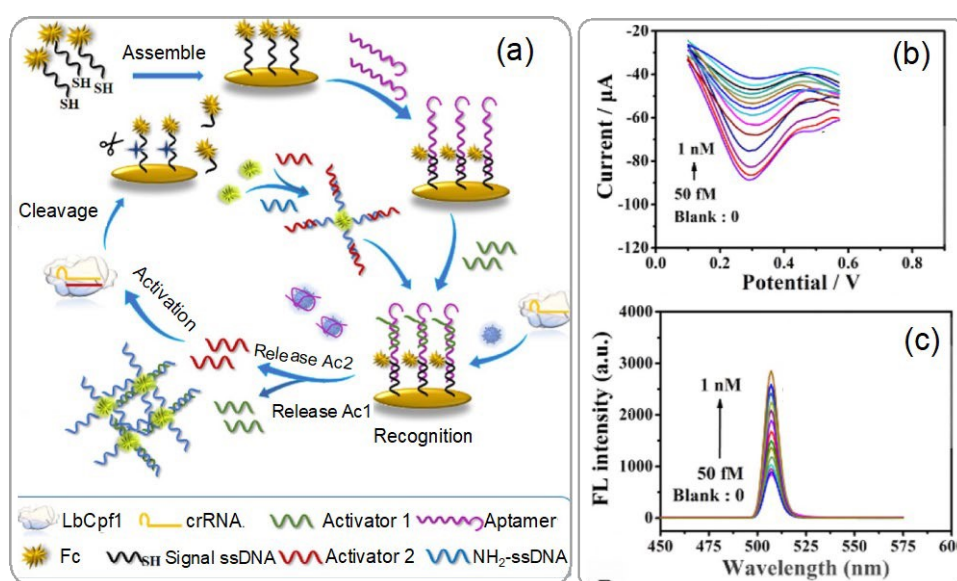 (a)
Assemble
SH
SH
SH
Cleavage
Activation
Release Ac2
Release Ac1
Recognition
LbCpf1
crRNA.
Activator 1
Aptamer
Fc
SH
Signal ssDNA
Activator 2
NH₂-ssDNA
(b)
Current / μA
-20
-40
-60
-80
-100
-120
1 nM
50 fM
Blank : 0
0.0 0.2 0.4 0.6 0.8
Potential / V
(c)
FL intensity (a.u.)
4000
3000
2000
1000
0
1 nM
50 fM
Blank : 0
450 475 500 525 550 575 600
Wavelength (nm)